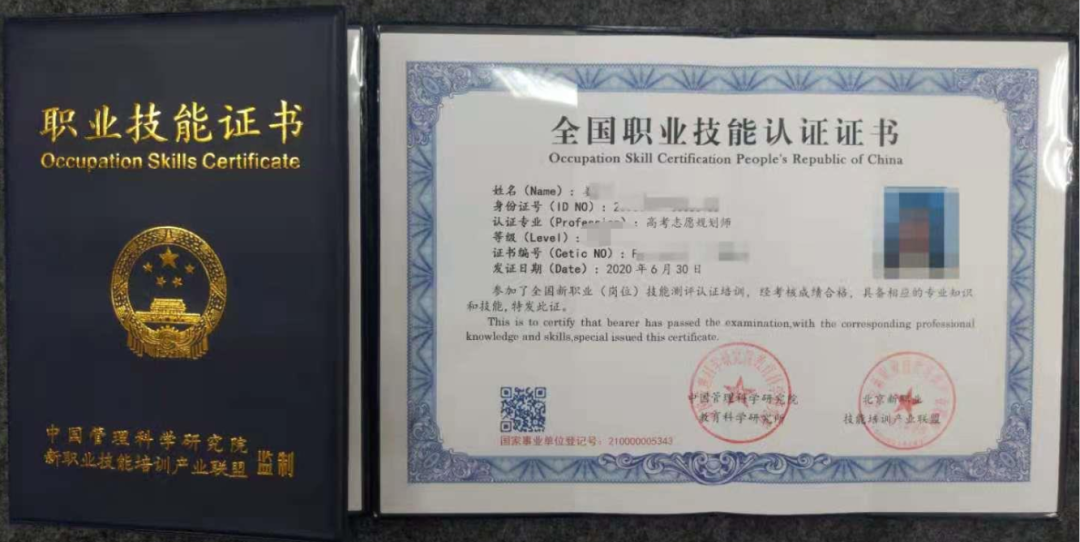 职业技能证书
Occupation Skills Certificate
中国管理科学研究院
新职业技能培训产业联盟 监制
全国职业技能认证证书
Occupation Skill Certification People's Republic of China
姓名（Name）：
身份证号（ID NO）：2
认证专业（Profession）：高考志愿规划师
等级（Level）：
证书编号（Cetic NO）：F
发证日期（Date）：2020年6月30日
参加了全国新职业（岗位）技能测评认证培训，经考核成绩合格，具备相应的专业知识
和技能,特发此证。
This is to certify that bearer has passed the examination,with the corresponding professional
knowledge and skills,special issued this certificate.
中国管理科学研究院
教育科学研究所
北京新职业
技能培训产业联盟
国家事业单位登记号：210000005343